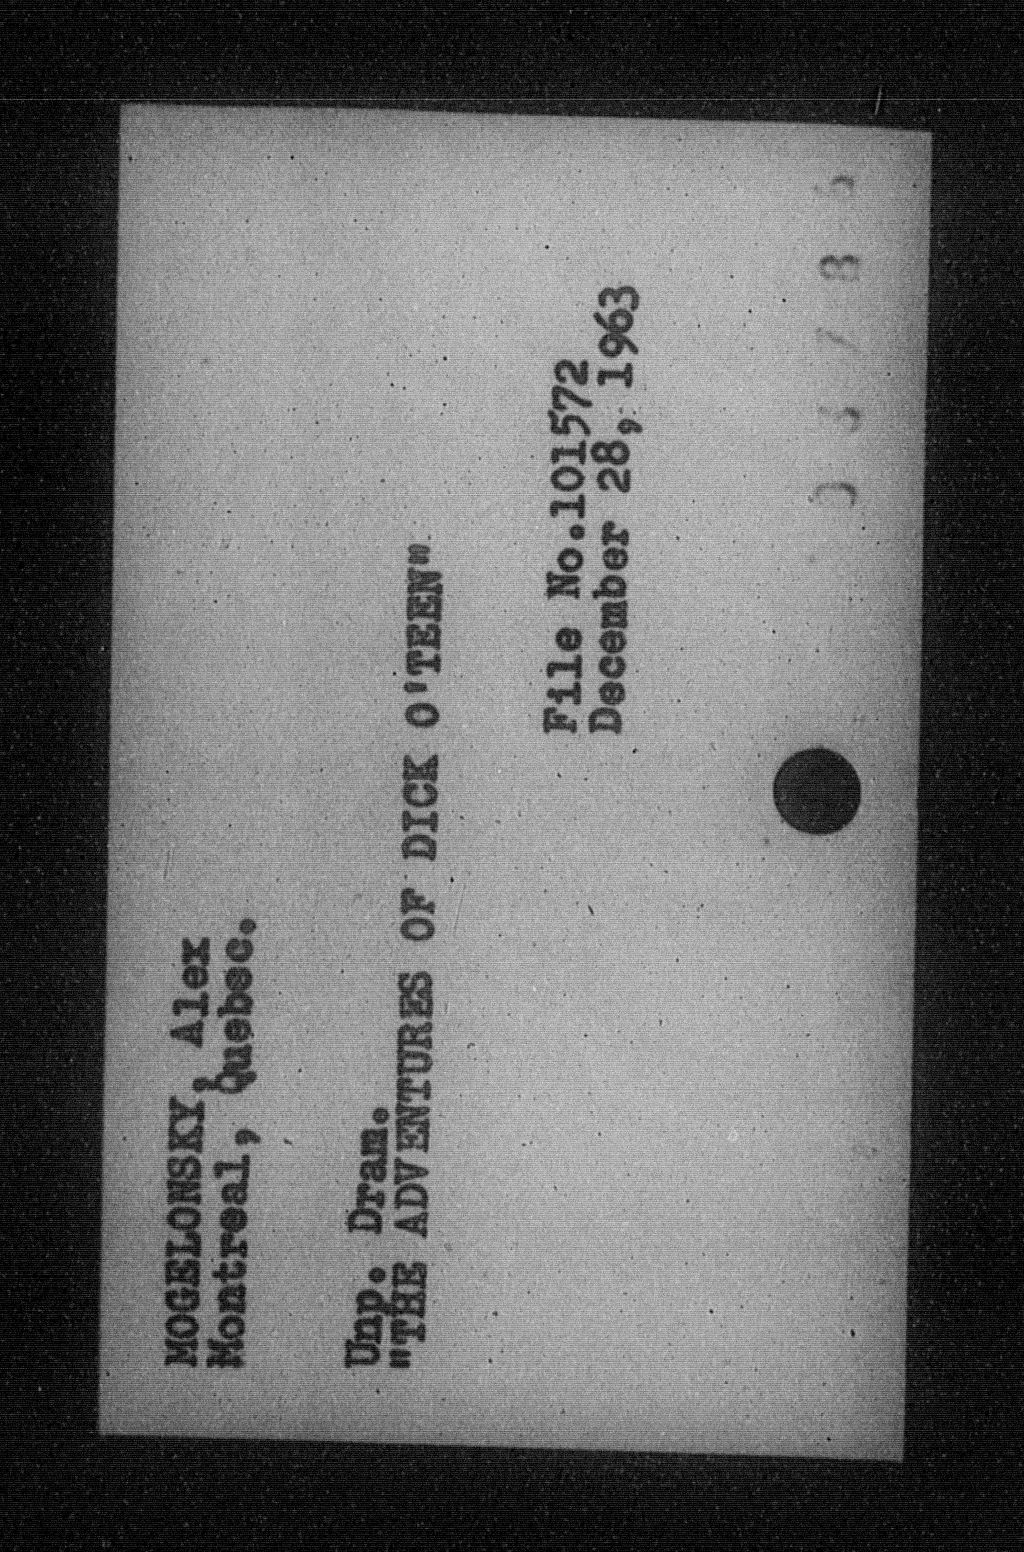 MOGELONSKY, Alex
Montreal, Quebec.
Unp. Dram.
"THE ADVENTURES OF DICK O'TEEN"
File No.101572
December 28, 1963